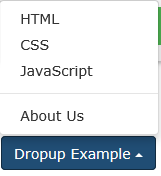 HTML
CSS
JavaScript
About Us
Dropup Example